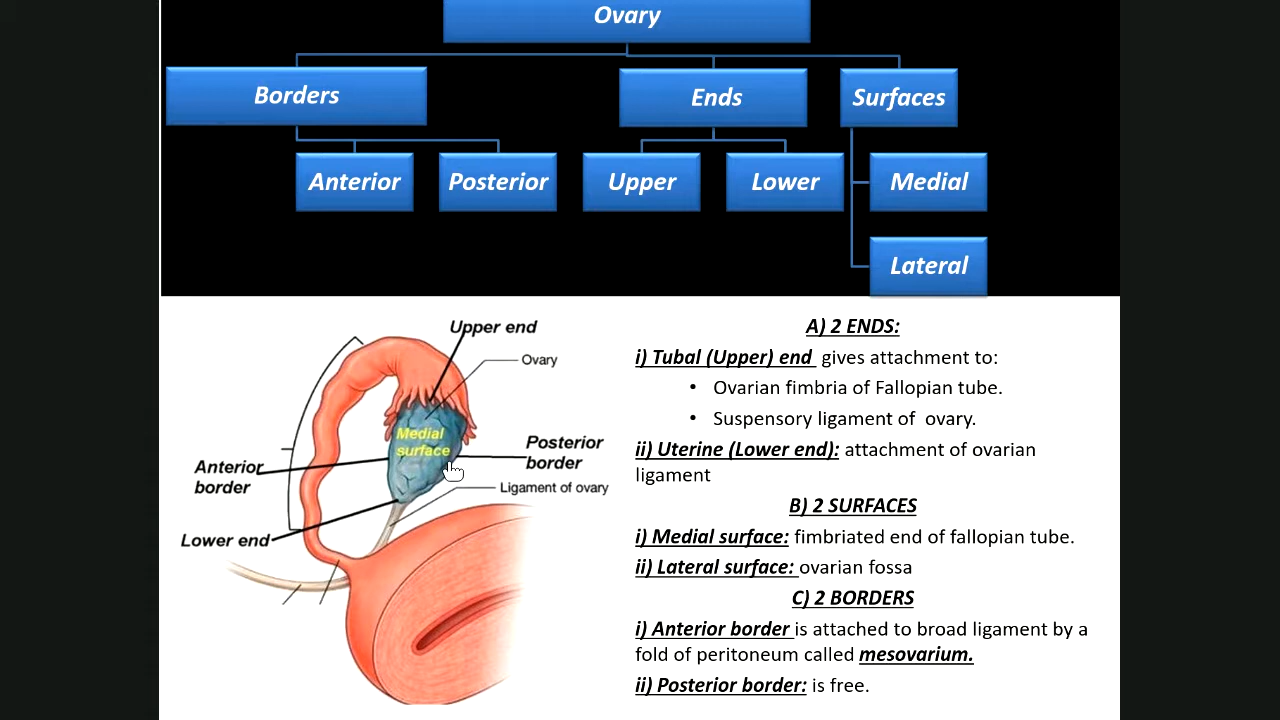 Ovary
Borders
Ends
Surfaces
Anterior
Posterior
Upper
Lower
Medial
Lateral
Upper end
Ovary
Medial
surface
Posterior
border
Anterior
border
Ligament of ovary
Lower end
A) 2 ENDS:
i) Tubal (Upper) end gives attachment to:
• Ovarian fimbria of Fallopian tube.
• Suspensory ligament of ovary.
ii) Uterine (Lower end): attachment of ovarian
ligament
B) 2 SURFACES
i) Medial surface: fimbriated end of fallopian tube.
ii) Lateral surface: ovarian fossa
C) 2 BORDERS
i) Anterior border is attached to broad ligament by a
fold of peritoneum called mesovarium.
ii) Posterior border: is free.